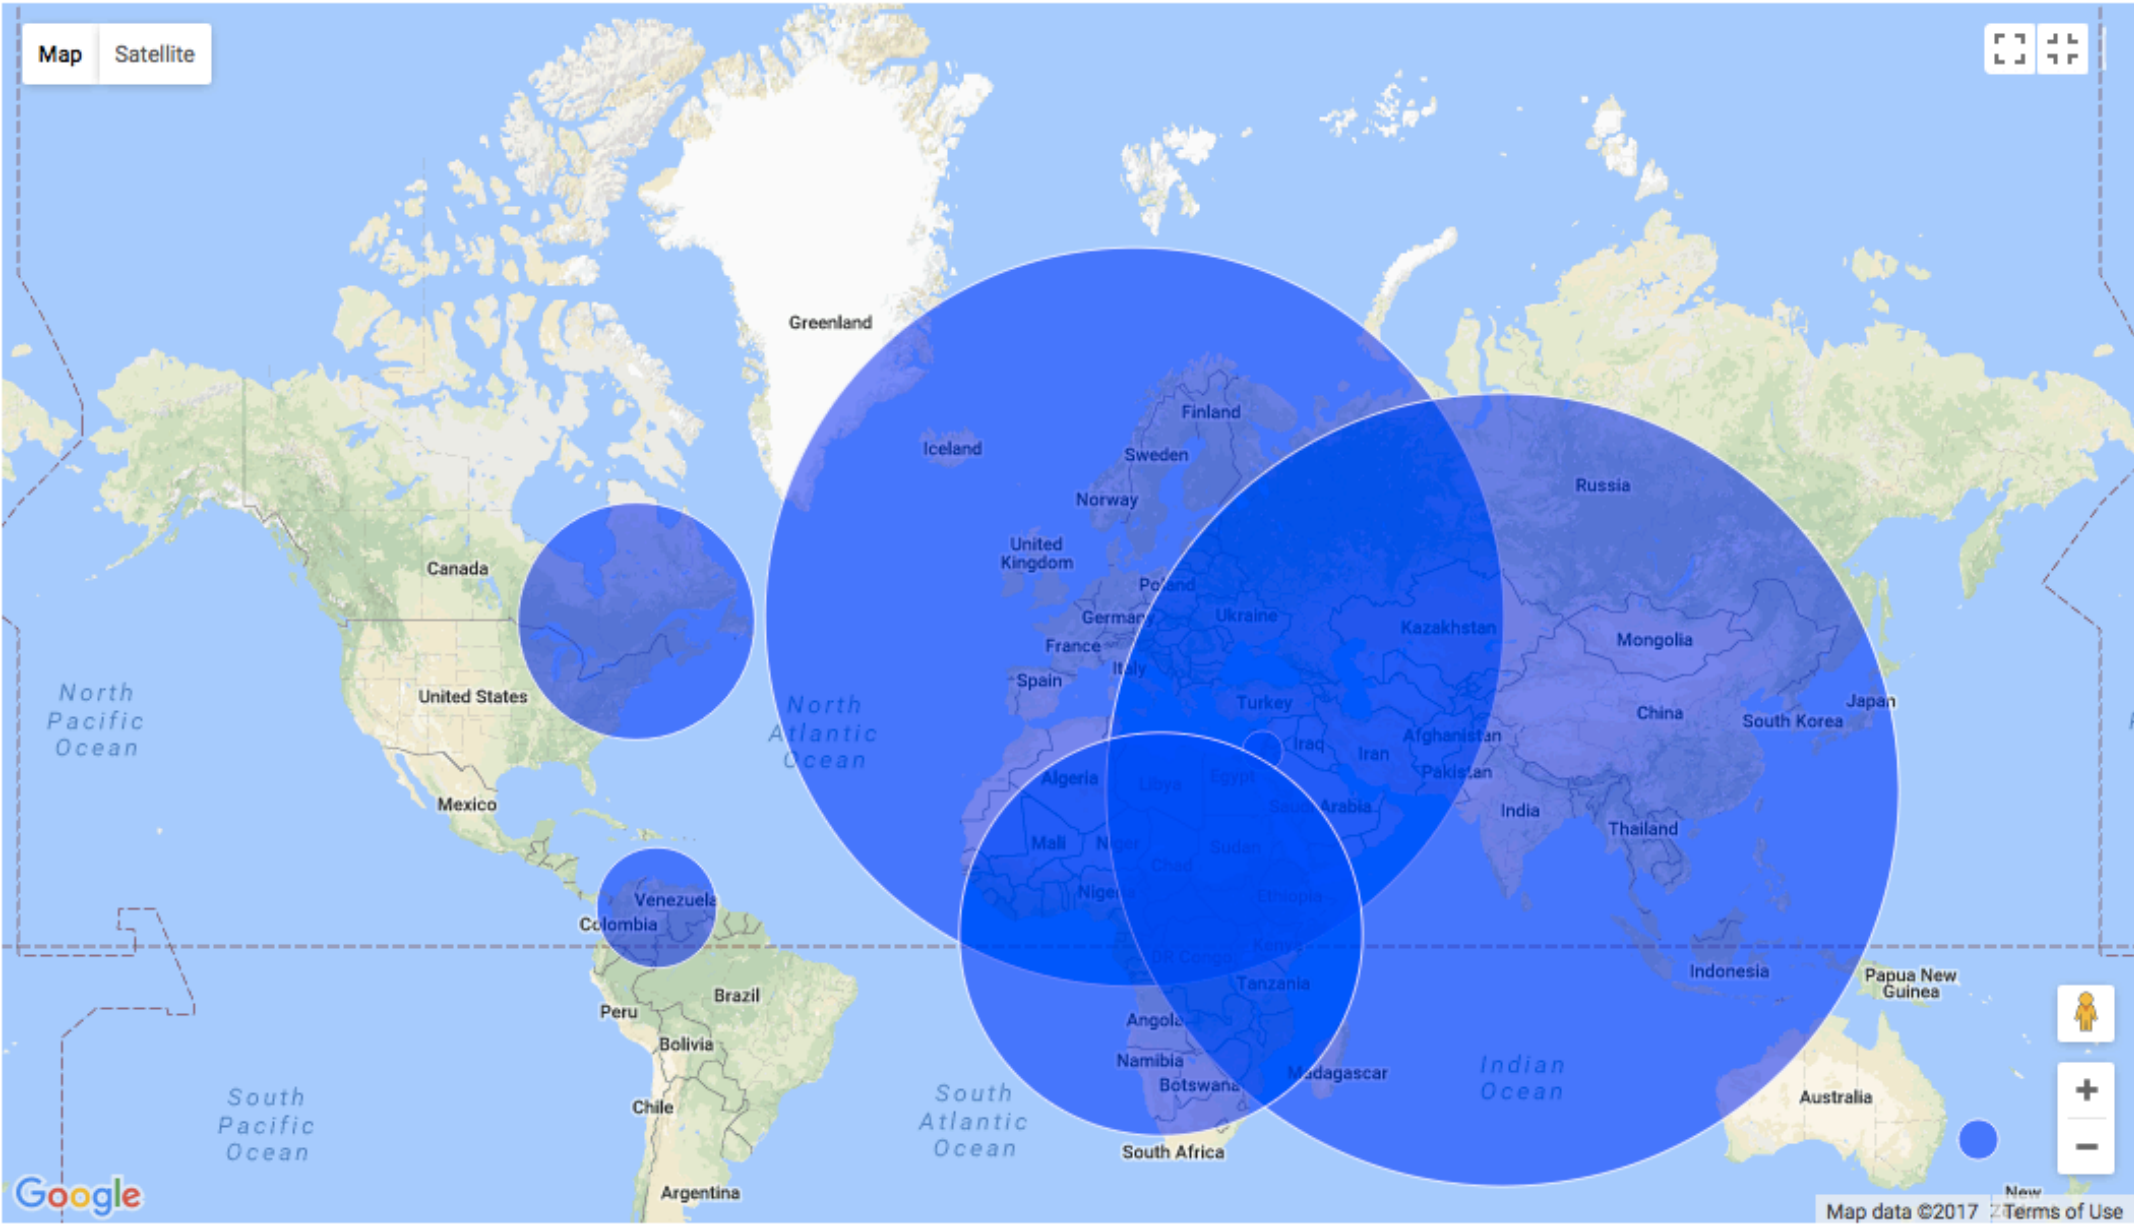 Map
Satellite
Greenland
Finland
Iceland
Sweden
Russia
Norway
United
Kingdom
Canada
Poland
Germany
Ukraine
Kazakhstan
France
Mongolia
Italy
Spain
United States
North
Pacific
Ocean
North
Atlantic
Ocean
Turkey
Japan
China
South Korea
Afghanistan
Iraq
Iran
Pakistan
Algeria
Libya
Egypt
Mexico
Saudi Arabia
India
Thailand
Mali
Niger
Sudan
Chad
Nigeria
Ethiopia
Venezuela
Colombia
Kenya
DR Congo
Indonesia
Papua New
Guinea
Tanzania
Brazil
Peru
Angola
Bolivia
Namibia
Botswana
Madagascar
Indian
Ocean
South
Pacific
Ocean
South
Atlantic
Ocean
Chile
Australia
South Africa
Argentina
New
Google
Map data ©2017
Terms of Use